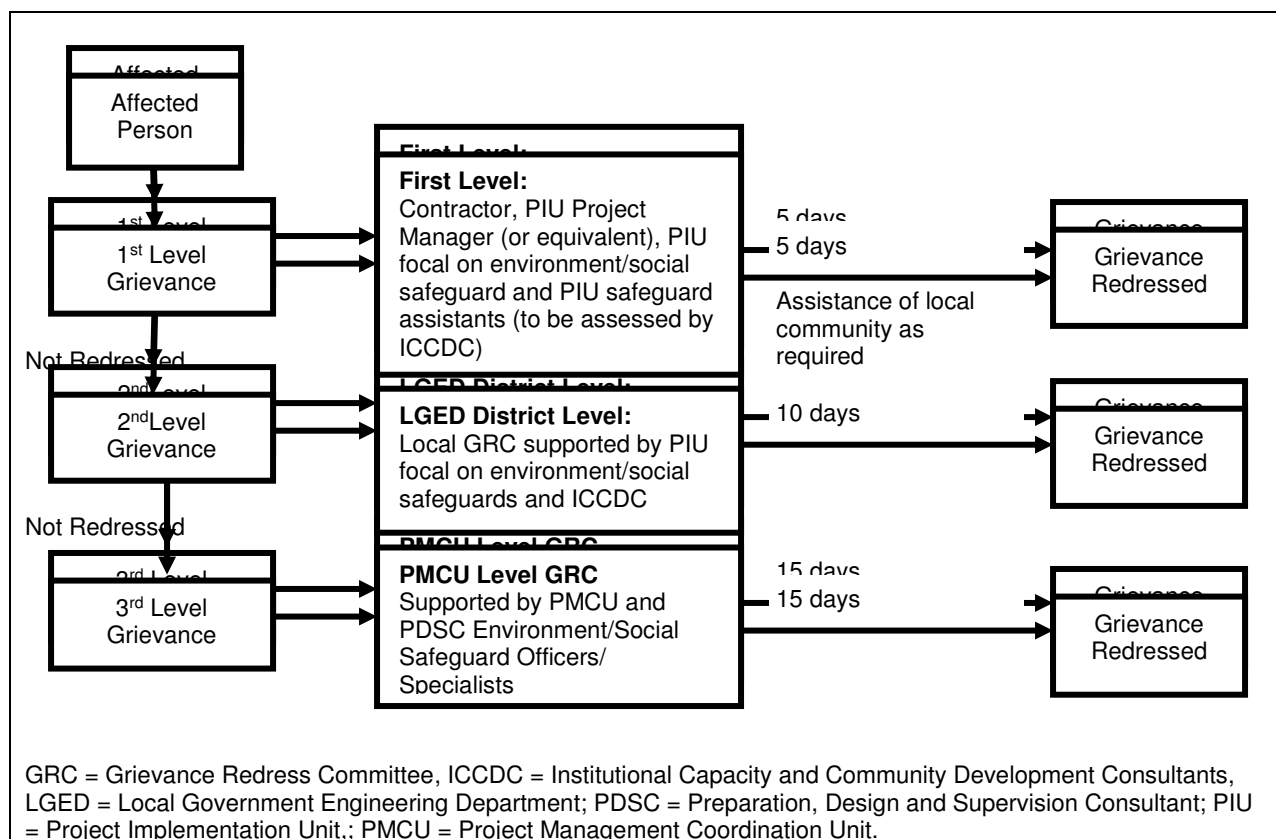 Affected
Person
1st Level
Grievance
First Level:
Contractor, PIU Project
Manager (or equivalent), PIU
focal on environment/social
safeguard and PIU safeguard
assistants (to be assessed by
ICCDC)
5 days
5 days
Assistance of local
community as
required
Grievance
Redressed
Not Redressed
2ndLevel
Grievance
LGED District Level:
Local GRC supported by PIU
focal on environment/social
safeguards and ICCDC
10 days
Grievance
Redressed
Not Redressed
3rd Level
Grievance
PMCU Level GRC
Supported by PMCU and
PDSC Environment/Social
Safeguard Officers/
Specialists
15 days
15 days
Grievance
Redressed
GRC = Grievance Redress Committee, ICCDC = Institutional Capacity and Community Development Consultants,
LGED = Local Government Engineering Department; PDSC = Preparation, Design and Supervision Consultant; PIU
= Project Implementation Unit.; PMCU = Project Management Coordination Unit.